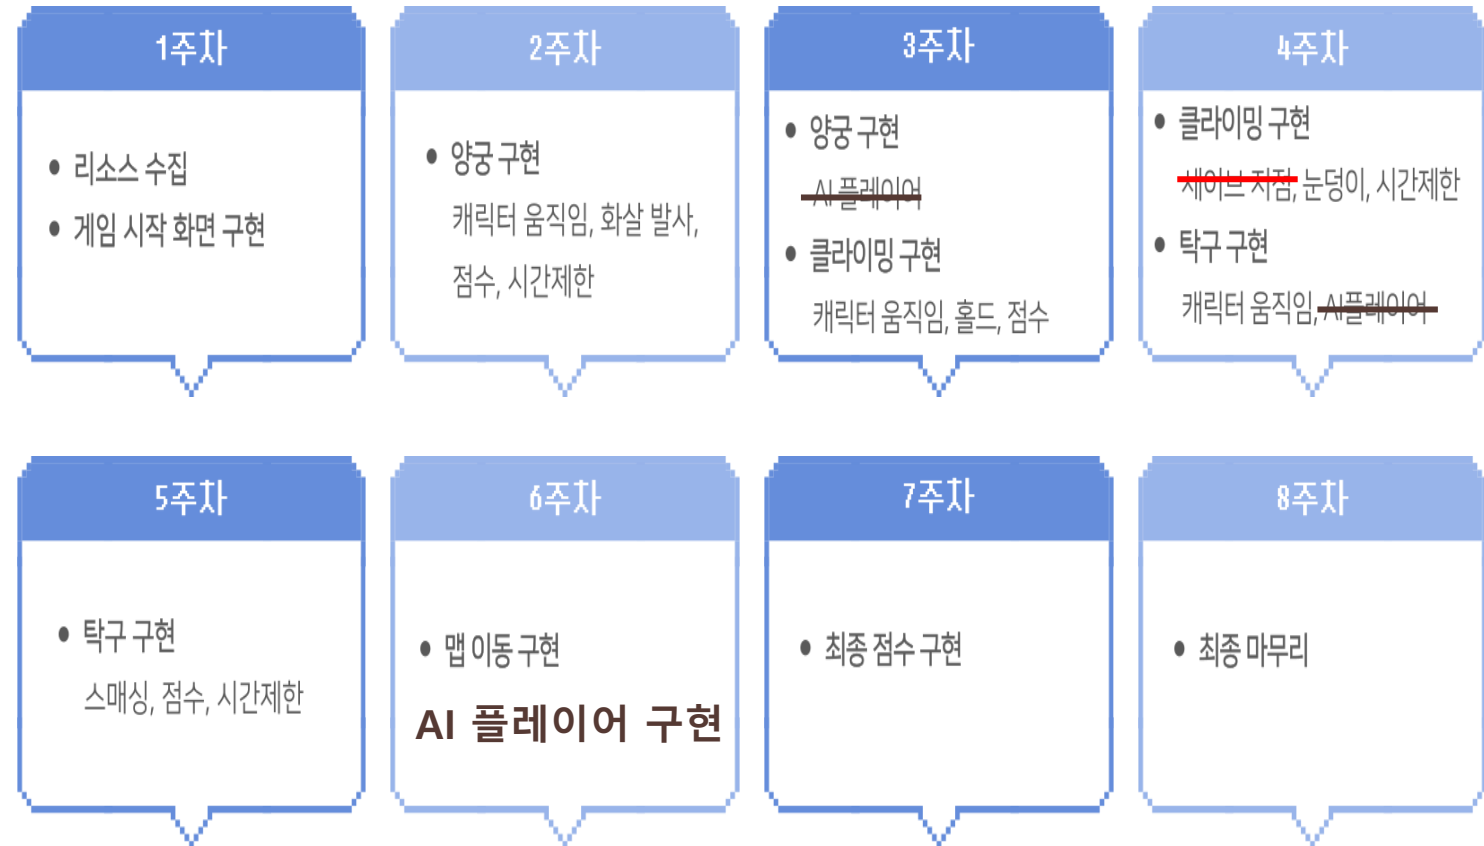 1주차
• 리소스 수집
• 게임 시작 화면 구현
2주차
• 양궁 구현
캐릭터 움직임, 화살 발사,
점수, 시간제한
3주차
• 양궁 구현
AI 플레이어
• 클라이밍 구현
캐릭터 움직임, 홀드, 점수
4주차
• 클라이밍 구현
세이브 지점, 눈덩이, 시간제한
• 탁구 구현
캐릭터 움직임, AI플레이어
5주차
• 탁구 구현
스매싱, 점수, 시간제한
6주차
• 맵 이동 구현
AI 플레이어 구현
7주차
• 최종 점수 구현
8주차
• 최종 마무리